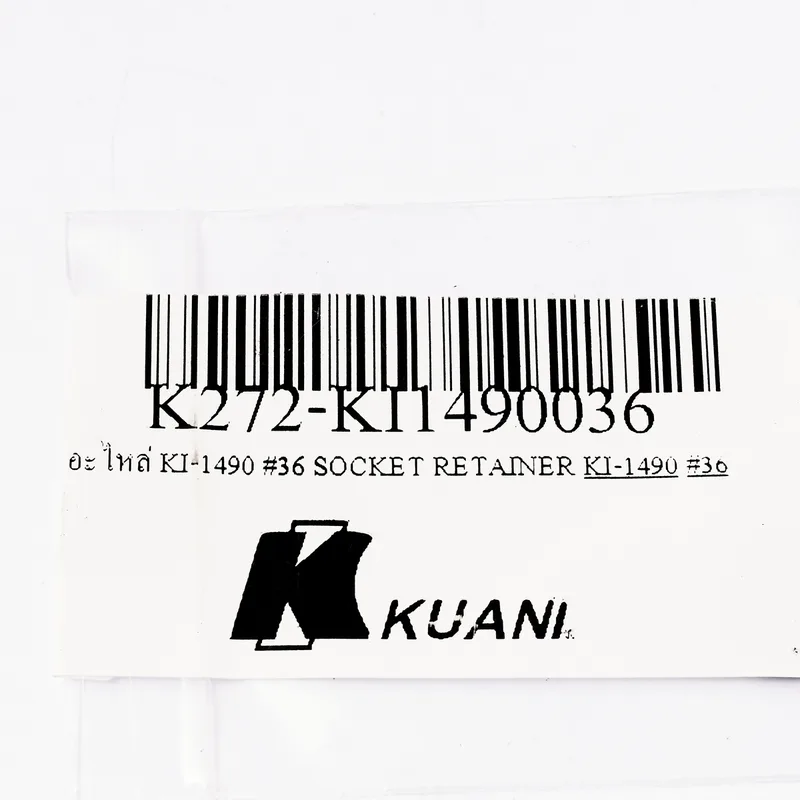 K272-KI1490036
อะไหล่ KI-1490 #36 SOCKET RETAINER KI-1490 #36
K KUANI